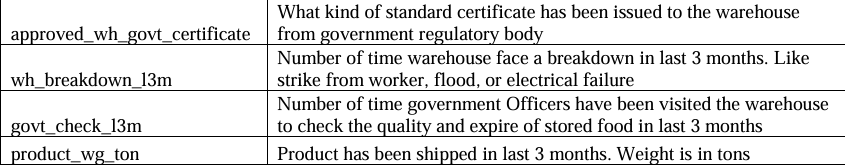 What kind of standard certificate has been issued to the warehouse
approved_wh_govt_certificate from government regulatory body
Number of time warehouse face a breakdown in last 3 months. Like
wh_breakdown_l3m strike from worker, flood, or electrical failure
Number of time government Officers have been visited the warehouse
govt_check_l3m to check the quality and expire of stored food in last 3 months
product_wg_ton Product has been shipped in last 3 months. Weight is in tons